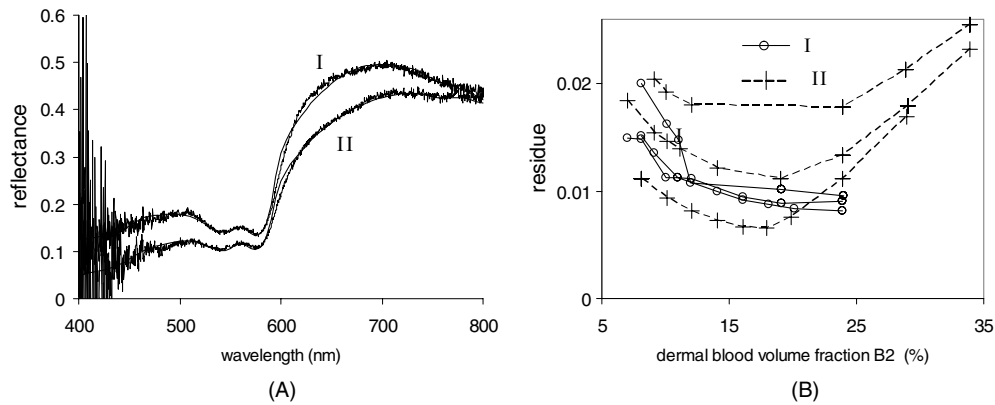 0.6
0.5
0.4
0.3
0.2
0.1
0
reflectance
I
II
400
500
600
700
800
wavelength (nm)
(A)
0.02
0.01
0
residue
I
II
5
15
25
35
dermal blood volume fraction B2 (%)
(B)